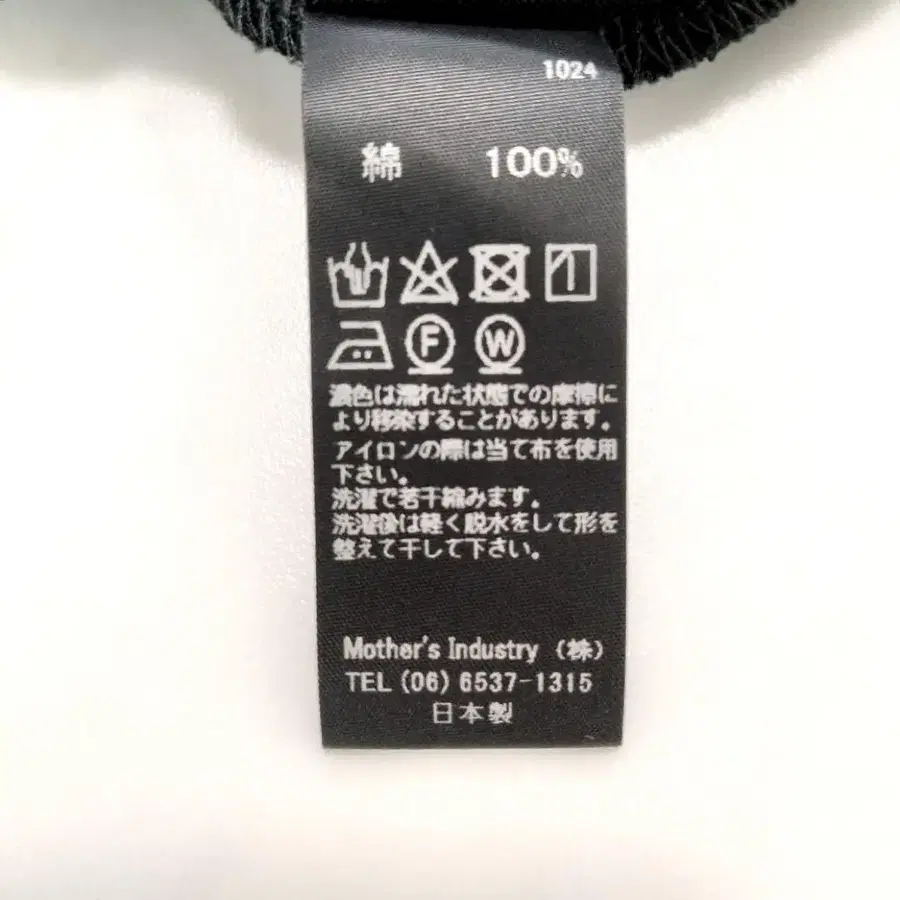 1024
綿 100%
F W
濃色は濡れた状態での摩擦に
より移染することがあります。
アイロンの際は当て布を使用
下さい。
洗濯で若干縮みます。
洗濯後は軽く脱水をして形を
整えて干して下さい。
Mother's Industry (株)
TEL (06) 6537-1315
日本製